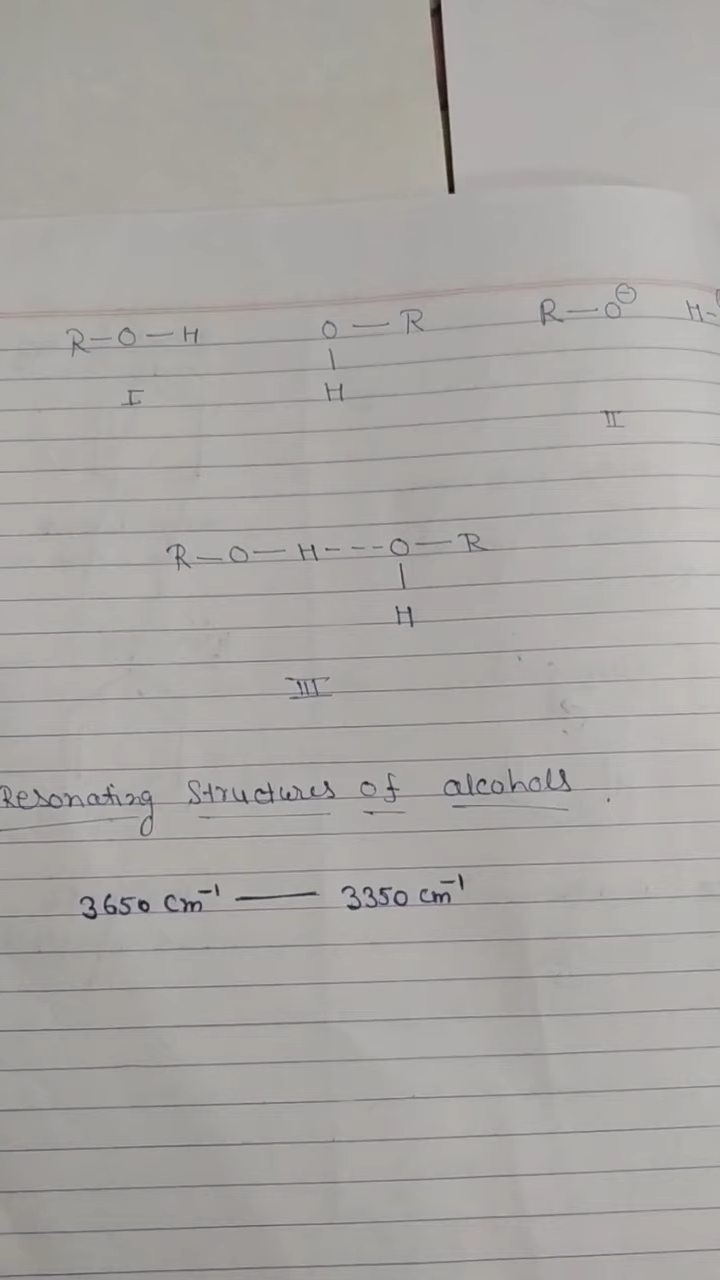 R—O—H O—R R—O⊖ H-
|
I H
II
R—O—H---O—R
|
H
III
Resonating Structures of alcohols.
3650 cm⁻¹ —— 3350 cm⁻¹